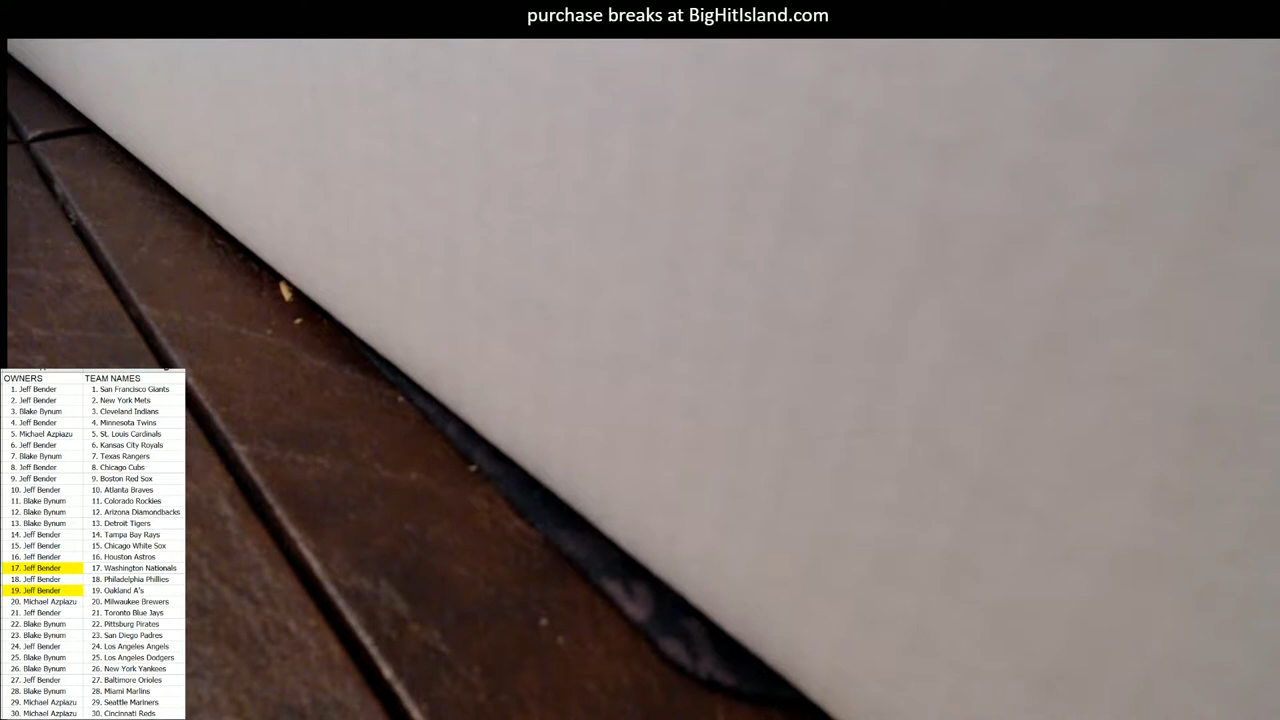 purchase breaks at BigHitIsland.com
OWNERS TEAM NAMES
1. Jeff Bender 1. San Francisco Giants
2. Jeff Bender 2. New York Mets
3. Blake Bynum 3. Cleveland Indians
4. Jeff Bender 4. Minnesota Twins
5. Michael Azpiazu 5. St. Louis Cardinals
6. Jeff Bender 6. Kansas City Royals
7. Blake Bynum 7. Texas Rangers
8. Jeff Bender 8. Chicago Cubs
9. Jeff Bender 9. Boston Red Sox
10. Jeff Bender 10. Atlanta Braves
11. Blake Bynum 11. Colorado Rockies
12. Blake Bynum 12. Arizona Diamondbacks
13. Blake Bynum 13. Detroit Tigers
14. Jeff Bender 14. Tampa Bay Rays
15. Jeff Bender 15. Chicago White Sox
16. Jeff Bender 16. Houston Astros
17. Jeff Bender 17. Washington Nationals
18. Jeff Bender 18. Philadelphia Phillies
19. Jeff Bender 19. Oakland A's
20. Michael Azpiazu 20. Milwaukee Brewers
21. Jeff Bender 21. Toronto Blue Jays
22. Blake Bynum 22. Pittsburg Pirates
23. Blake Bynum 23. San Diego Padres
24. Jeff Bender 24. Los Angeles Angels
25. Blake Bynum 25. Los Angeles Dodgers
26. Blake Bynum 26. New York Yankees
27. Jeff Bender 27. Baltimore Orioles
28. Blake Bynum 28. Miami Marlins
29. Michael Azpiazu 29. Seattle Mariners
30. Michael Azpiazu 30. Cincinnati Reds